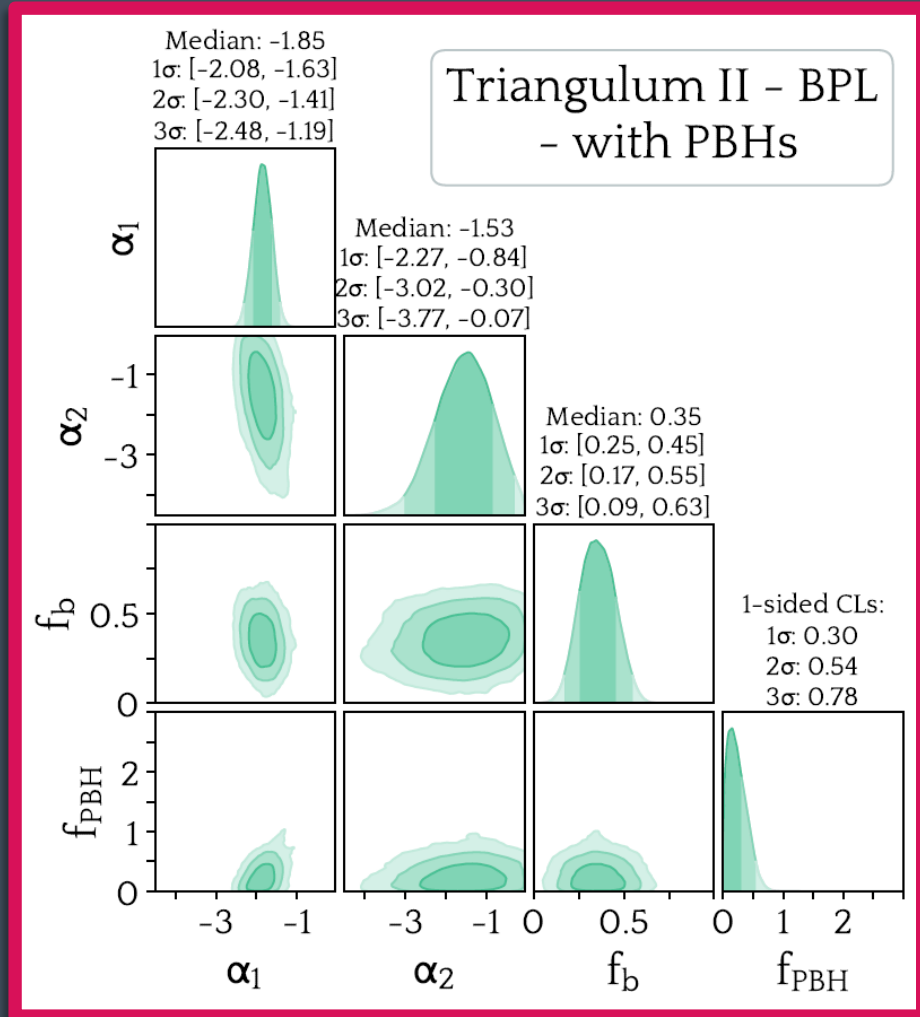 Median: -1.85
1σ: [-2.08, -1.63]
2σ: [-2.30, -1.41]
3σ: [-2.48, -1.19]
Triangulum II - BPL
- with PBHs
α1
Median: -1.53
1σ: [-2.27, -0.84]
2σ: [-3.02, -0.30]
3σ: [-3.77, -0.07]
α2
-1
-3
Median: 0.35
1σ: [0.25, 0.45]
2σ: [0.17, 0.55]
3σ: [0.09, 0.63]
fb
0.5
0
1-sided CLs:
1σ: 0.30
2σ: 0.54
3σ: 0.78
fPBH
2
1
0
-3 -1 -3 -1 0 0.5 0 1 2
α1 α2 fb fPBH